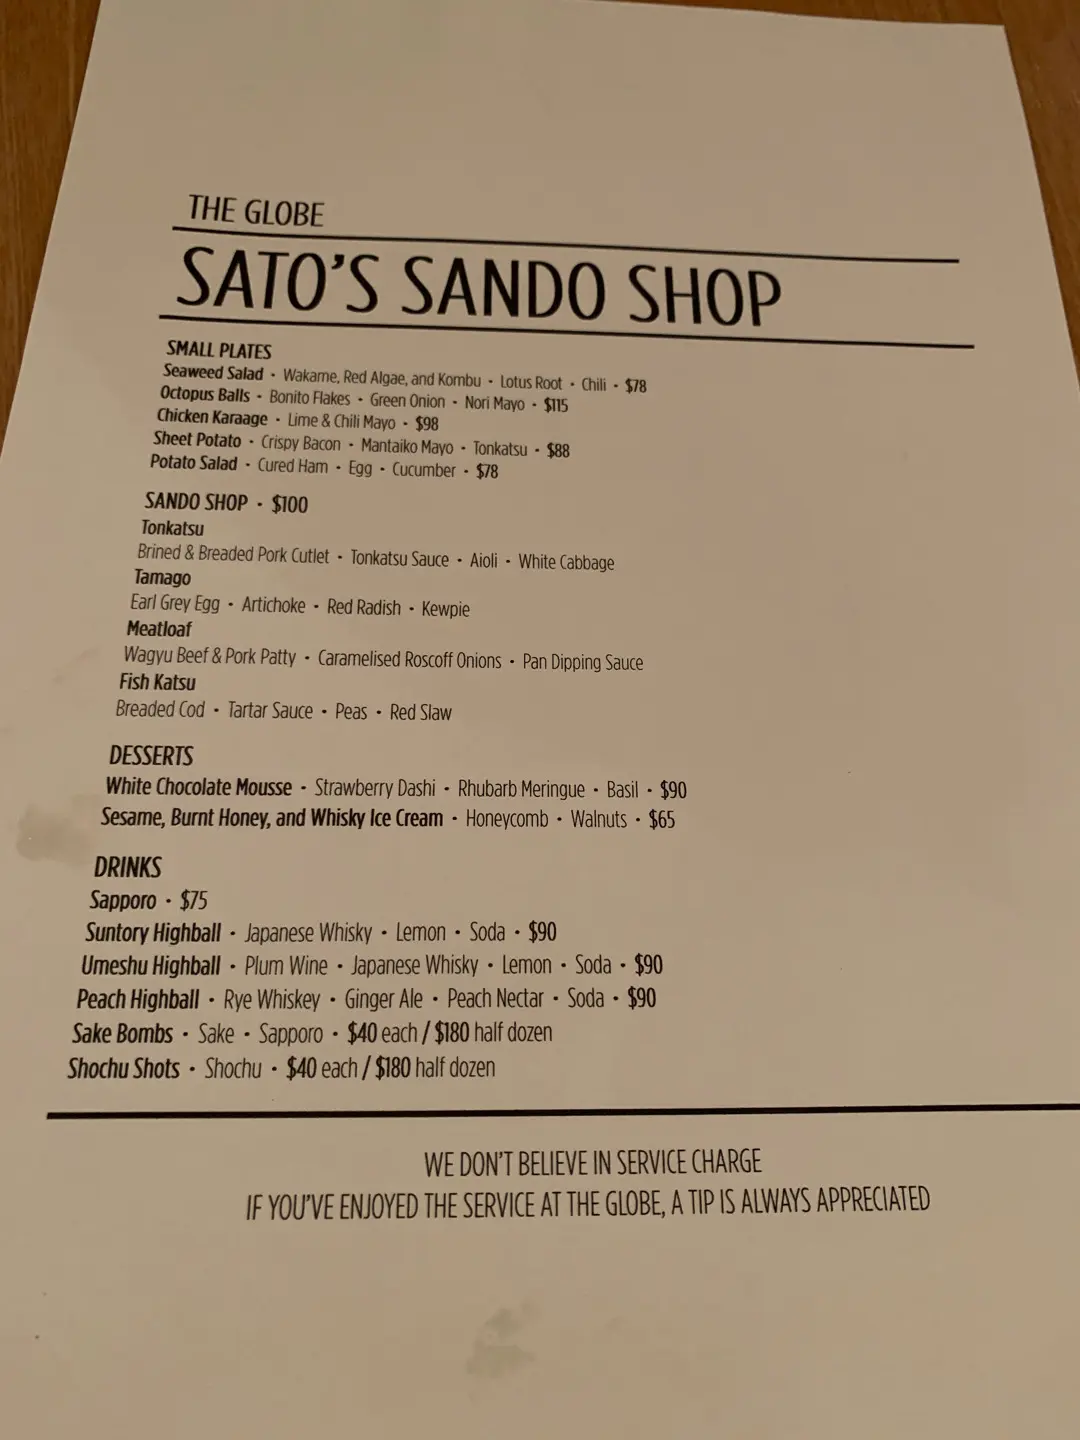 THE GLOBE
SATO'S SANDO SHOP
SMALL PLATES
Seaweed Salad • Wakame, Red Algae, and Kombu • Lotus Root • Chili • $78
Octopus Balls • Bonito Flakes • Green Onion • Nori Mayo • $115
Chicken Karaage • Lime & Chili Mayo • $98
Sheet Potato • Crispy Bacon • Mantaiko Mayo • Tonkatsu • $88
Potato Salad • Cured Ham • Egg • Cucumber • $78
SANDO SHOP • $100
Tonkatsu
Brined & Breaded Pork Cutlet • Tonkatsu Sauce • Aioli • White Cabbage
Tamago
Earl Grey Egg • Artichoke • Red Radish • Kewpie
Meatloaf
Wagyu Beef & Pork Patty • Caramelised Roscoff Onions • Pan Dipping Sauce
Fish Katsu
Breaded Cod • Tartar Sauce • Peas • Red Slaw
DESSERTS
White Chocolate Mousse • Strawberry Dashi • Rhubarb Meringue • Basil • $90
Sesame, Burnt Honey, and Whisky Ice Cream • Honeycomb • Walnuts • $65
DRINKS
Sapporo • $75
Suntory Highball • Japanese Whisky • Lemon • Soda • $90
Umeshu Highball • Plum Wine • Japanese Whisky • Lemon • Soda • $90
Peach Highball • Rye Whiskey • Ginger Ale • Peach Nectar • Soda • $90
Sake Bombs • Sake • Sapporo • $40 each / $180 half dozen
Shochu Shots • Shochu • $40 each / $180 half dozen
WE DON'T BELIEVE IN SERVICE CHARGE
IF YOU'VE ENJOYED THE SERVICE AT THE GLOBE, A TIP IS ALWAYS APPRECIATED